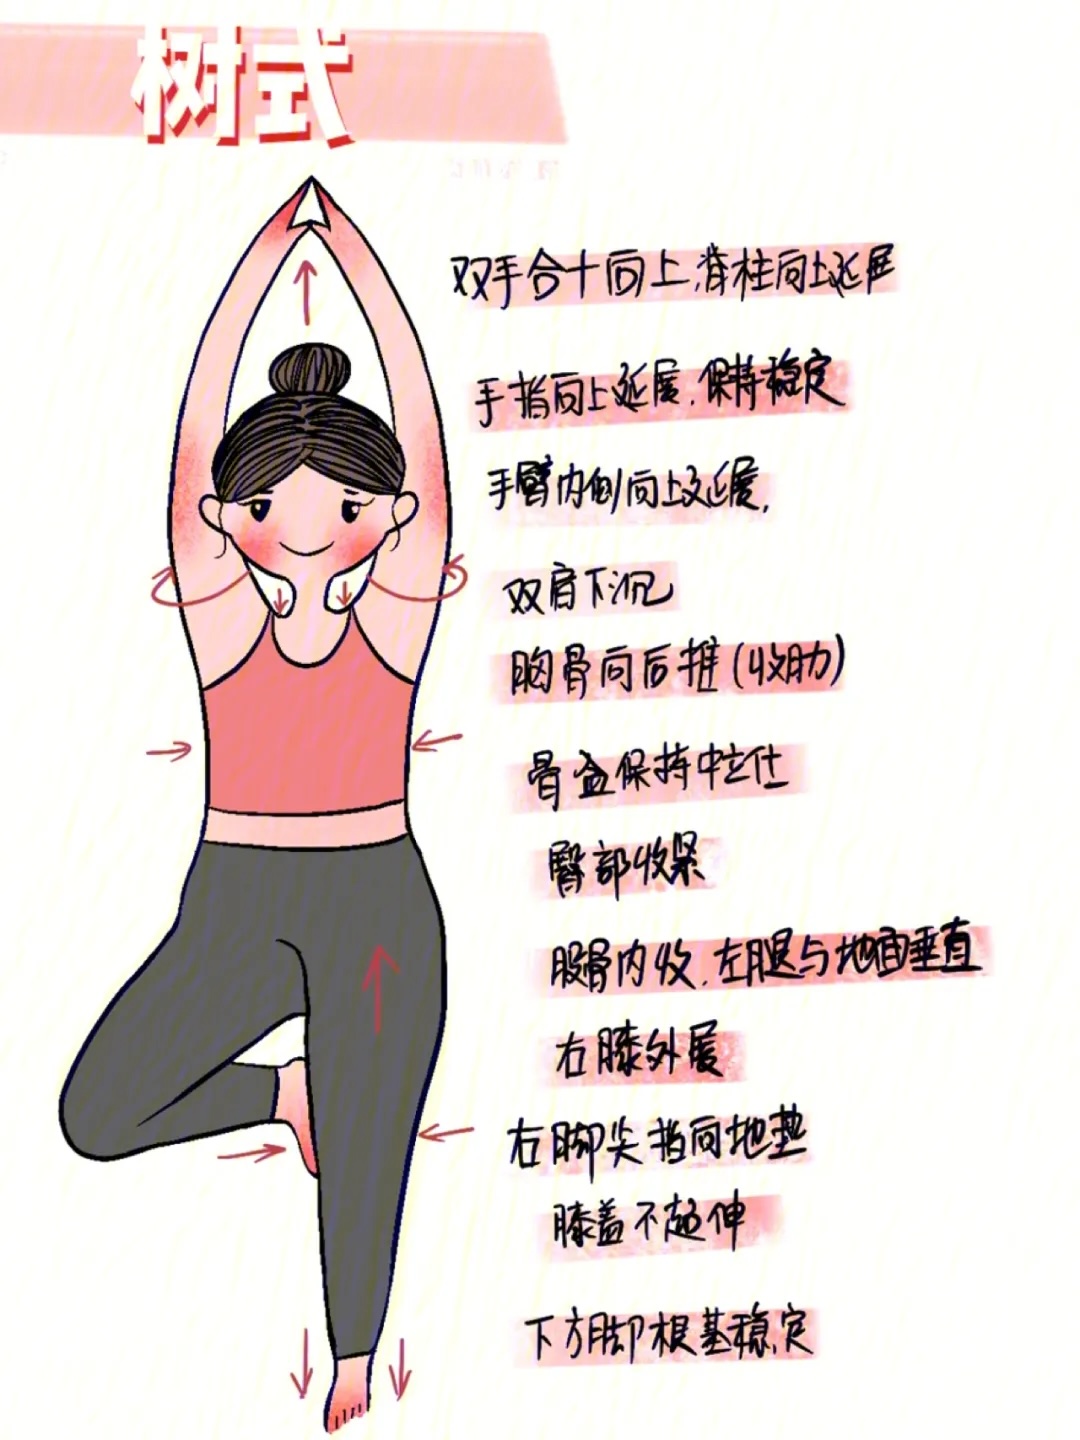 树式
双手合十向上,脊柱向上延展
手指向上延展.保持稳定
手臂内侧向上延展,
双肩下沉
胸骨向后推(收肋)
骨盆保持中立位
臀部收紧
股骨内收.左腿与地面垂直
右膝外展
右脚尖指向地垫
膝盖不超伸
下方脚根基稳定